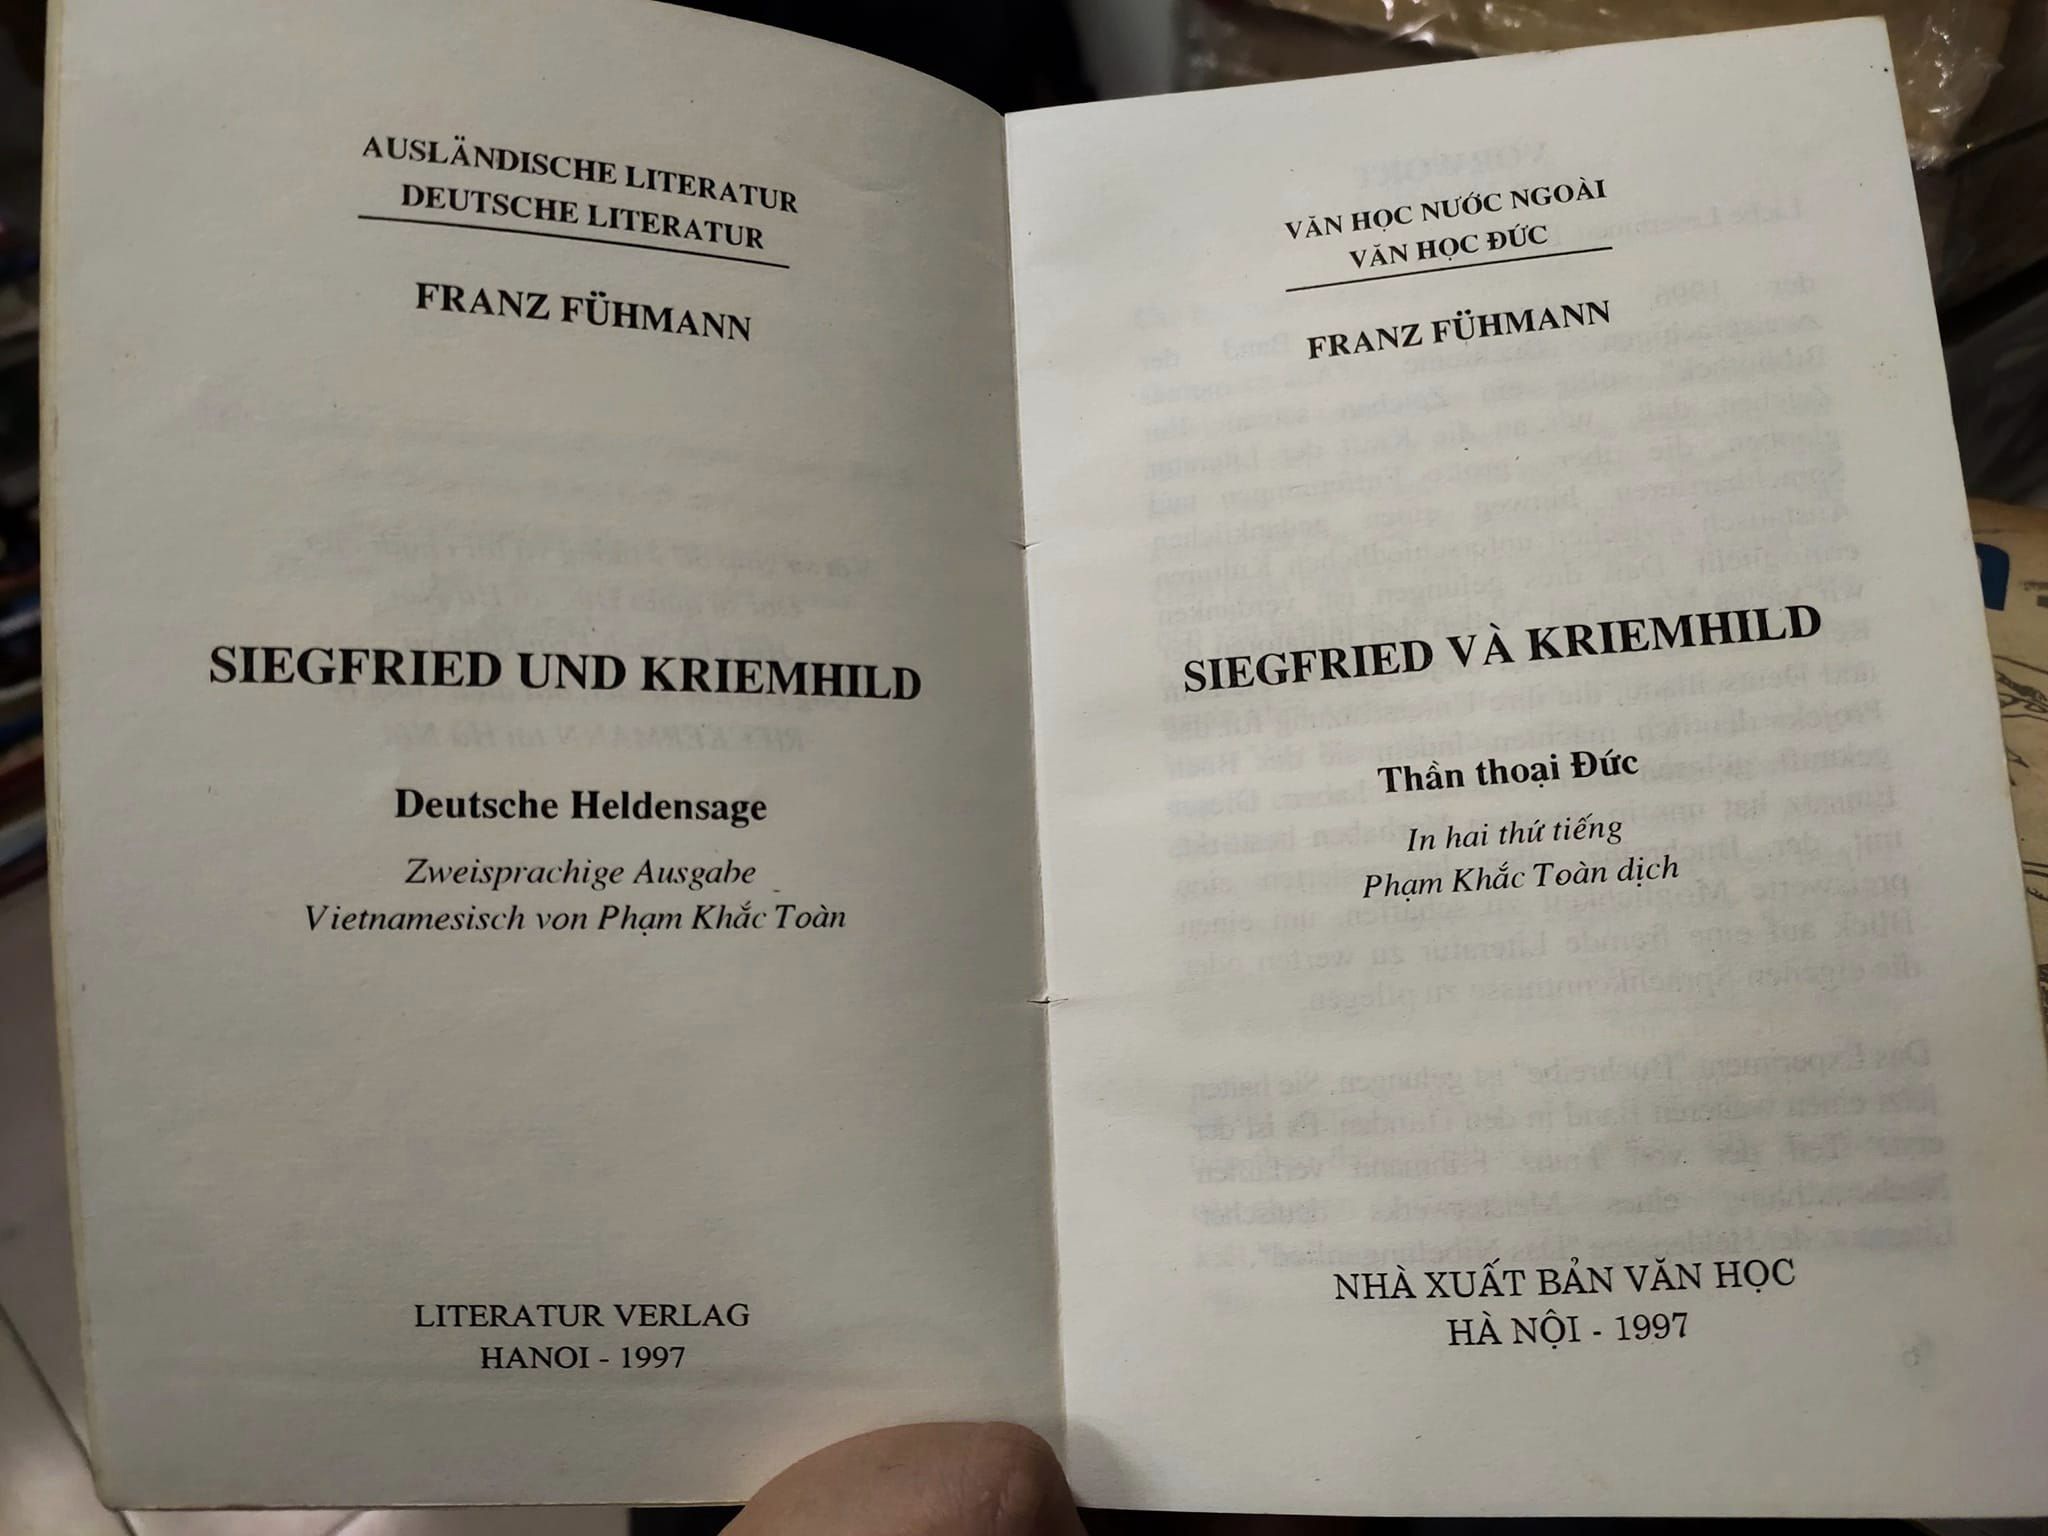 AUSLÄNDISCHE LITERATUR
DEUTSCHE LITERATUR
FRANZ FÜHMANN
SIEGFRIED UND KRIEMHILD
Deutsche Heldensage
Zweisprachige Ausgabe
Vietnamesisch von Phạm Khắc Toàn
LITERATUR VERLAG
HANOI - 1997
VĂN HỌC NƯỚC NGOÀI
VĂN HỌC ĐỨC
FRANZ FÜHMANN
SIEGFRIED VÀ KRIEMHILD
Thần thoại Đức
In hai thứ tiếng
Phạm Khắc Toàn dịch
NHÀ XUẤT BẢN VĂN HỌC
HÀ NỘI - 1997